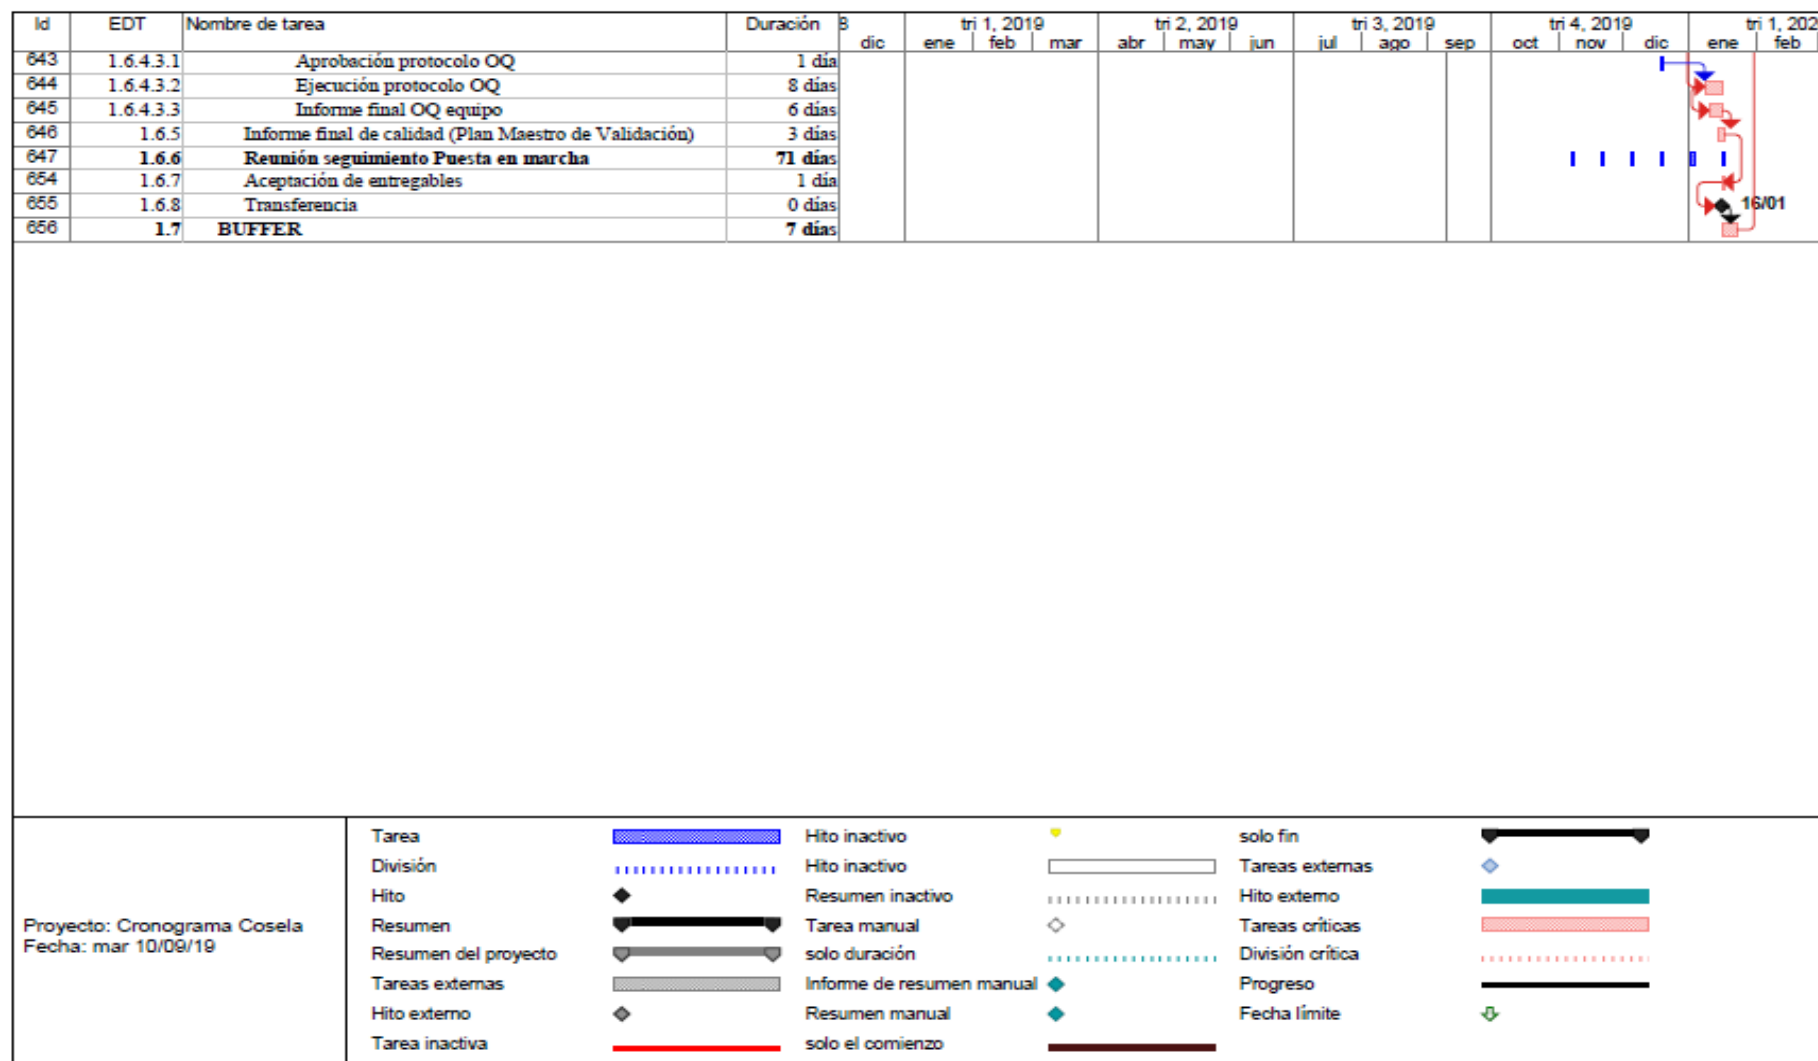 Id EDT Nombre de tarea Duración 8 tri 1, 2019 tri 2, 2019 tri 3, 2019 tri 4, 2019 tri 1, 202
dic ene feb mar abr may jun jul ago sep oct nov dic ene feb
643 1.6.4.3.1 Aprobación protocolo OQ 1 día
644 1.6.4.3.2 Ejecución protocolo OQ 8 días
645 1.6.4.3.3 Informe final OQ equipo 6 días
646 1.6.5 Informe final de calidad (Plan Maestro de Validación) 3 días
647 1.6.6 Reunión seguimiento Puesta en marcha 71 días
654 1.6.7 Aceptación de entregables 1 día
655 1.6.8 Transferencia 0 días 16/01
656 1.7 BUFFER 7 días
Proyecto: Cronograma Cosela
Fecha: mar 10/09/19
Tarea Hito inactivo solo fin
División Hito inactivo Tareas externas
Hito Resumen inactivo Hito externo
Resumen Tarea manual Tareas críticas
Resumen del proyecto solo duración División crítica
Tareas externas Informe de resumen manual Progreso
Hito externo Resumen manual Fecha límite
Tarea inactiva solo el comienzo